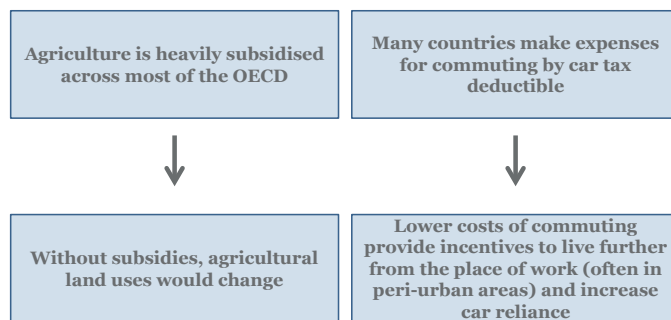 Agriculture is heavily subsidised
across most of the OECD
Many countries make expenses
for commuting by car tax
deductible
Without subsidies, agricultural
land uses would change
Lower costs of commuting
provide incentives to live further
from the place of work (often in
peri-urban areas) and increase
car reliance